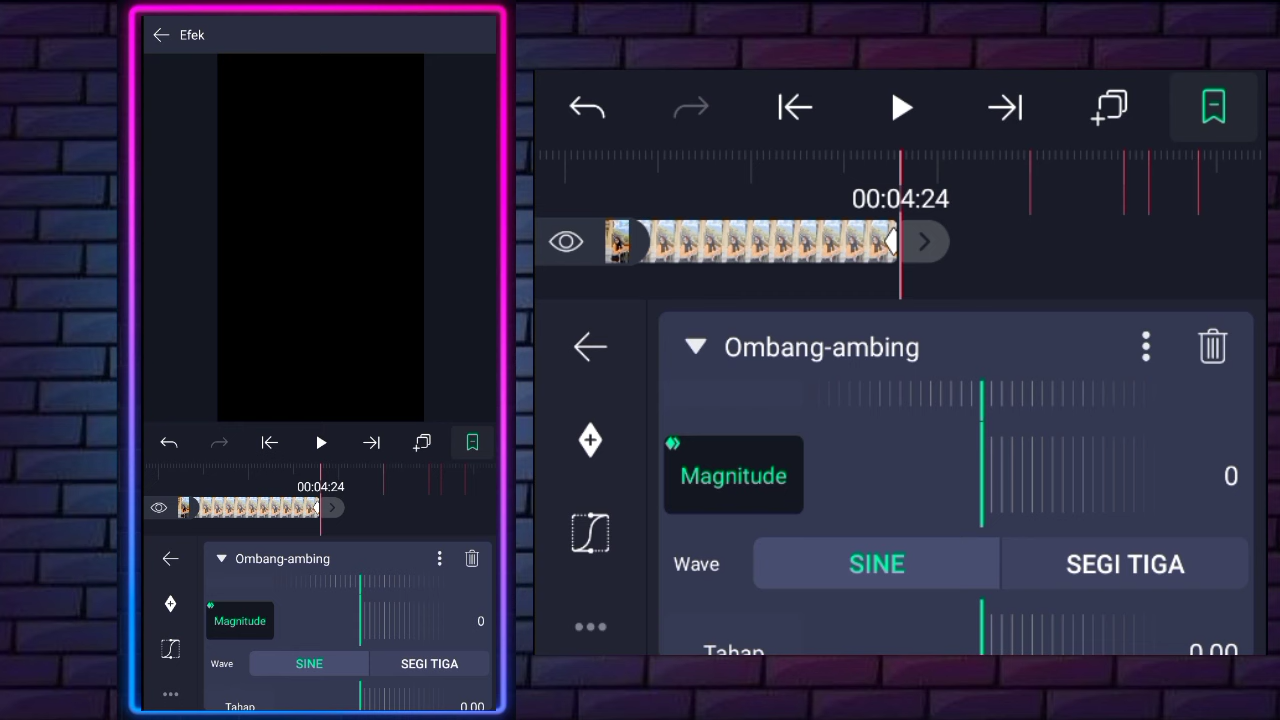 Efek
00:04:24
Ombang-ambing
Magnitude
0
Wave
SINE
SEGI TIGA
Tahap
0.00
00:04:24
Ombang-ambing
Magnitude
0
Wave
SINE
SEGI TIGA
Tahap
0.00